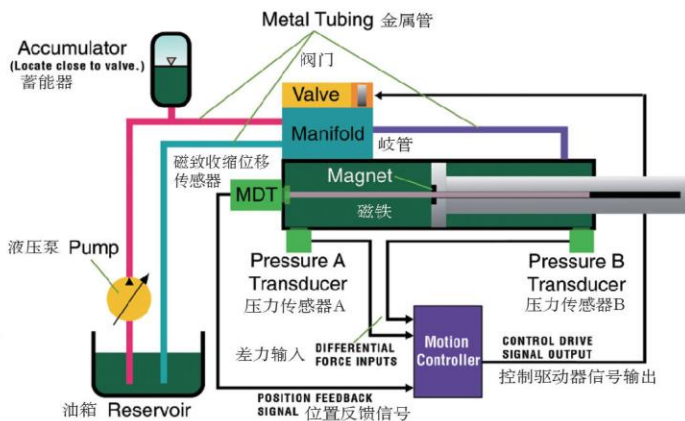 Metal Tubing 金属管
Accumulator
(Locate close to valve.)
蓄能器
阀门
Valve
Manifold
岐管
磁致收缩位移
传感器
MDT
Magnet
磁铁
液压泵 Pump
Pressure A
Transducer
压力传感器A
Pressure B
Transducer
压力传感器B
差力输入
DIFFERENTIAL
FORCE INPUTS
Motion
Controller
CONTROL DRIVE
SIGNAL OUTPUT
控制驱动器信号输出
油箱 Reservoir
POSITION FEEDBACK
SIGNAL 位置反馈信号